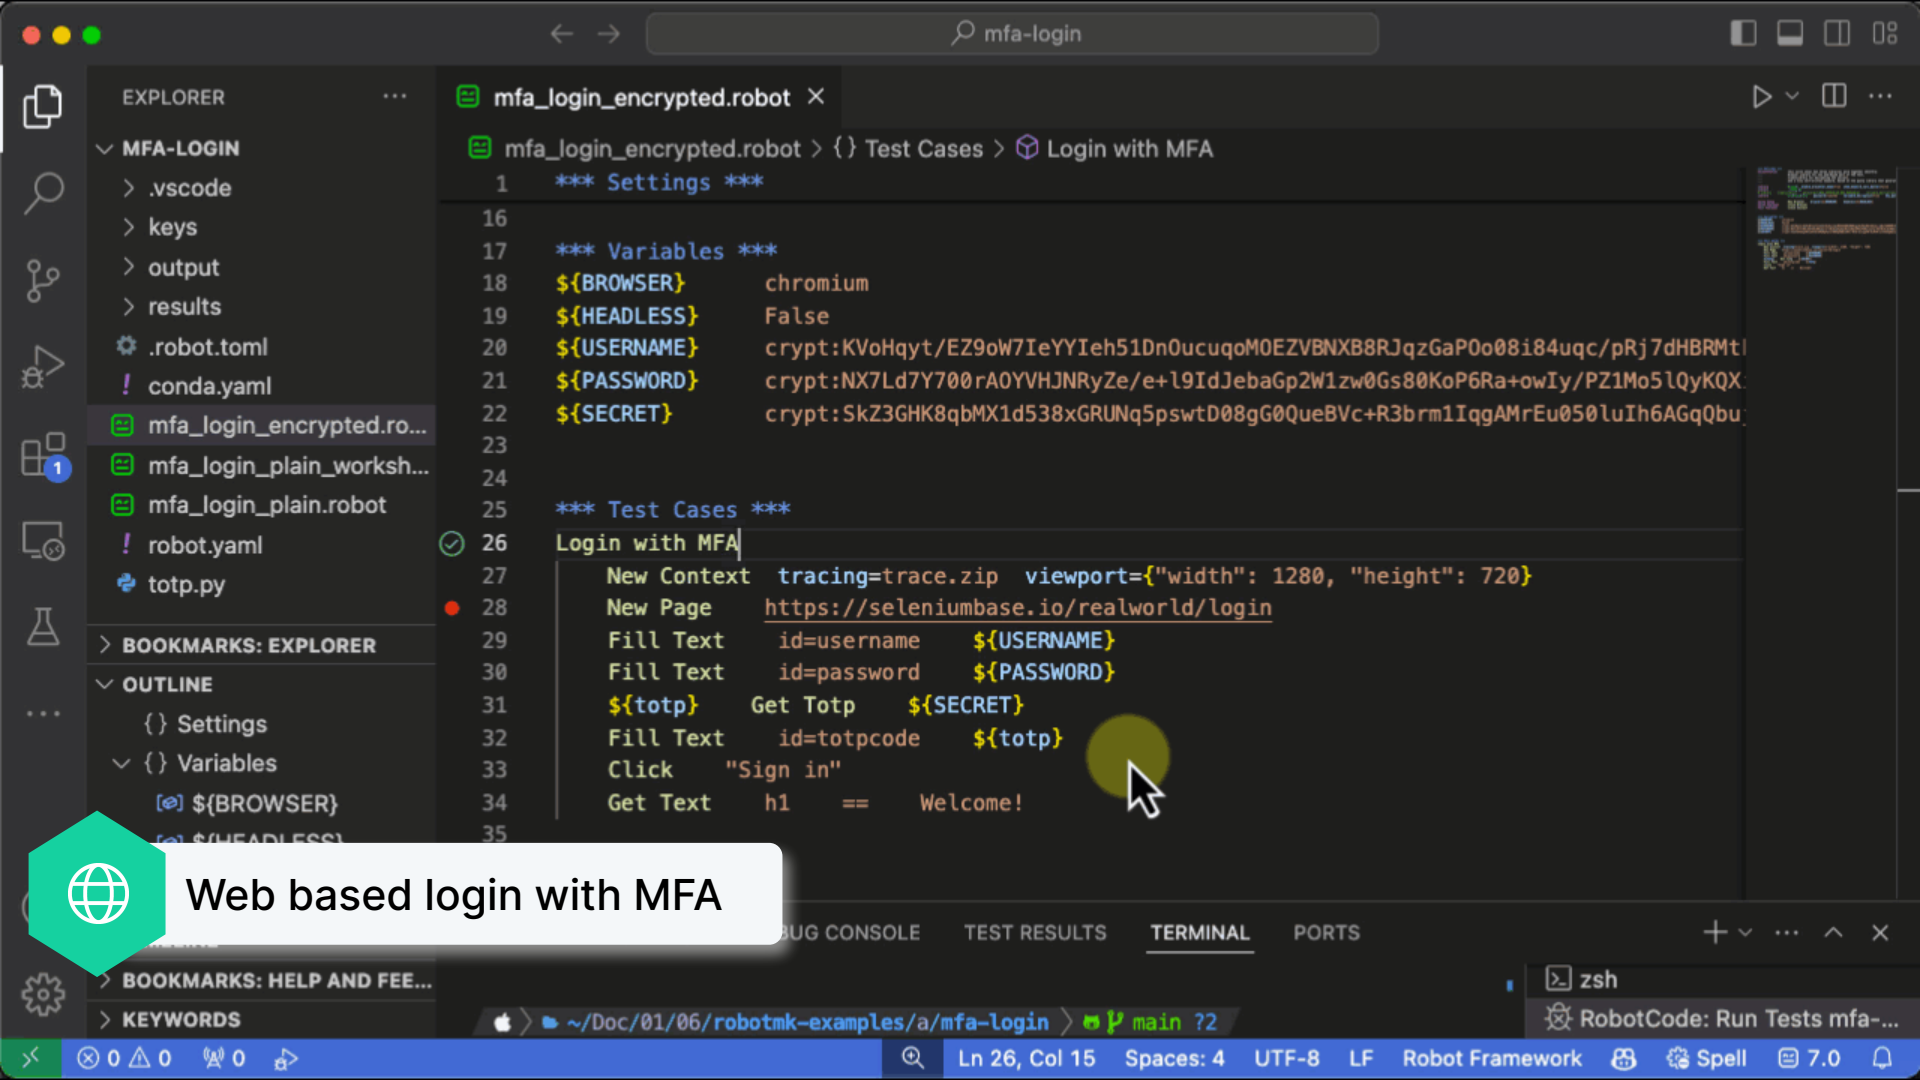 mfa-login
EXPLORER
mfa_login_encrypted.robot
MFA-LOGIN
mfa_login_encrypted.robot > {} Test Cases > Login with MFA
.vscode
keys
output
results
.robot.toml
conda.yaml
mfa_login_encrypted.ro...
mfa_login_plain_worksh...
mfa_login_plain.robot
robot.yaml
totp.py
BOOKMARKS: EXPLORER
OUTLINE
{} Settings
{} Variables
${BROWSER}
${HEADLESS}
BOOKMARKS: HELP AND FEE...
KEYWORDS
1
1 *** Settings ***
16
17 *** Variables ***
18 ${BROWSER} chromium
19 ${HEADLESS} False
20 ${USERNAME} crypt:KVoHqyt/EZ9oW7IeYYIeh51DnOucuqoMOEZVBNXB8RJqzGaPOo08i84uqc/pRj7dHBRMt
21 ${PASSWORD} crypt:NX7Ld7Y700rAOYVHJNRyZe/e+l9IdJebaGp2W1zw0Gs80KoP6Ra+owIy/PZ1Mo5lQyKQX
22 ${SECRET} crypt:SkZ3GHK8qbMX1d538xGRUNq5pswtD08gG0QueBVc+R3brm1IqgAMrEu050luIh6AGqQbu
23
24
25 *** Test Cases ***
26 Login with MFA
27 New Context tracing=trace.zip viewport={"width": 1280, "height": 720}
28 New Page https://seleniumbase.io/realworld/login
29 Fill Text id=username ${USERNAME}
30 Fill Text id=password ${PASSWORD}
31 ${totp} Get Totp ${SECRET}
32 Fill Text id=totpcode ${totp}
33 Click "Sign in"
34 Get Text h1 == Welcome!
35
Web based login with MFA
BUG CONSOLE TEST RESULTS TERMINAL PORTS
zsh
RobotCode: Run Tests mfa-...
~/Doc/01/06/robotmk-examples/a/mfa-login main ?2
0 0 0 Ln 26, Col 15 Spaces: 4 UTF-8 LF Robot Framework Spell 7.0